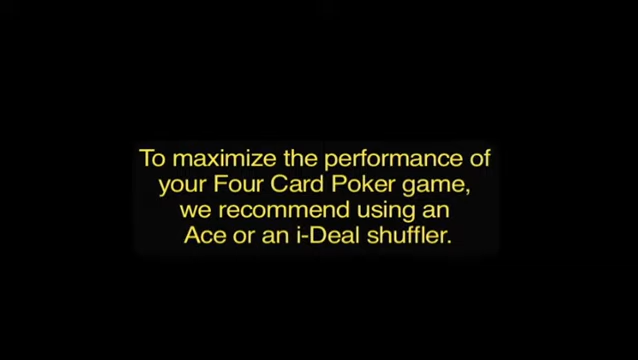 To maximize the performance of
your Four Card Poker game,
we recommend using an
Ace or an i-Deal shuffler.